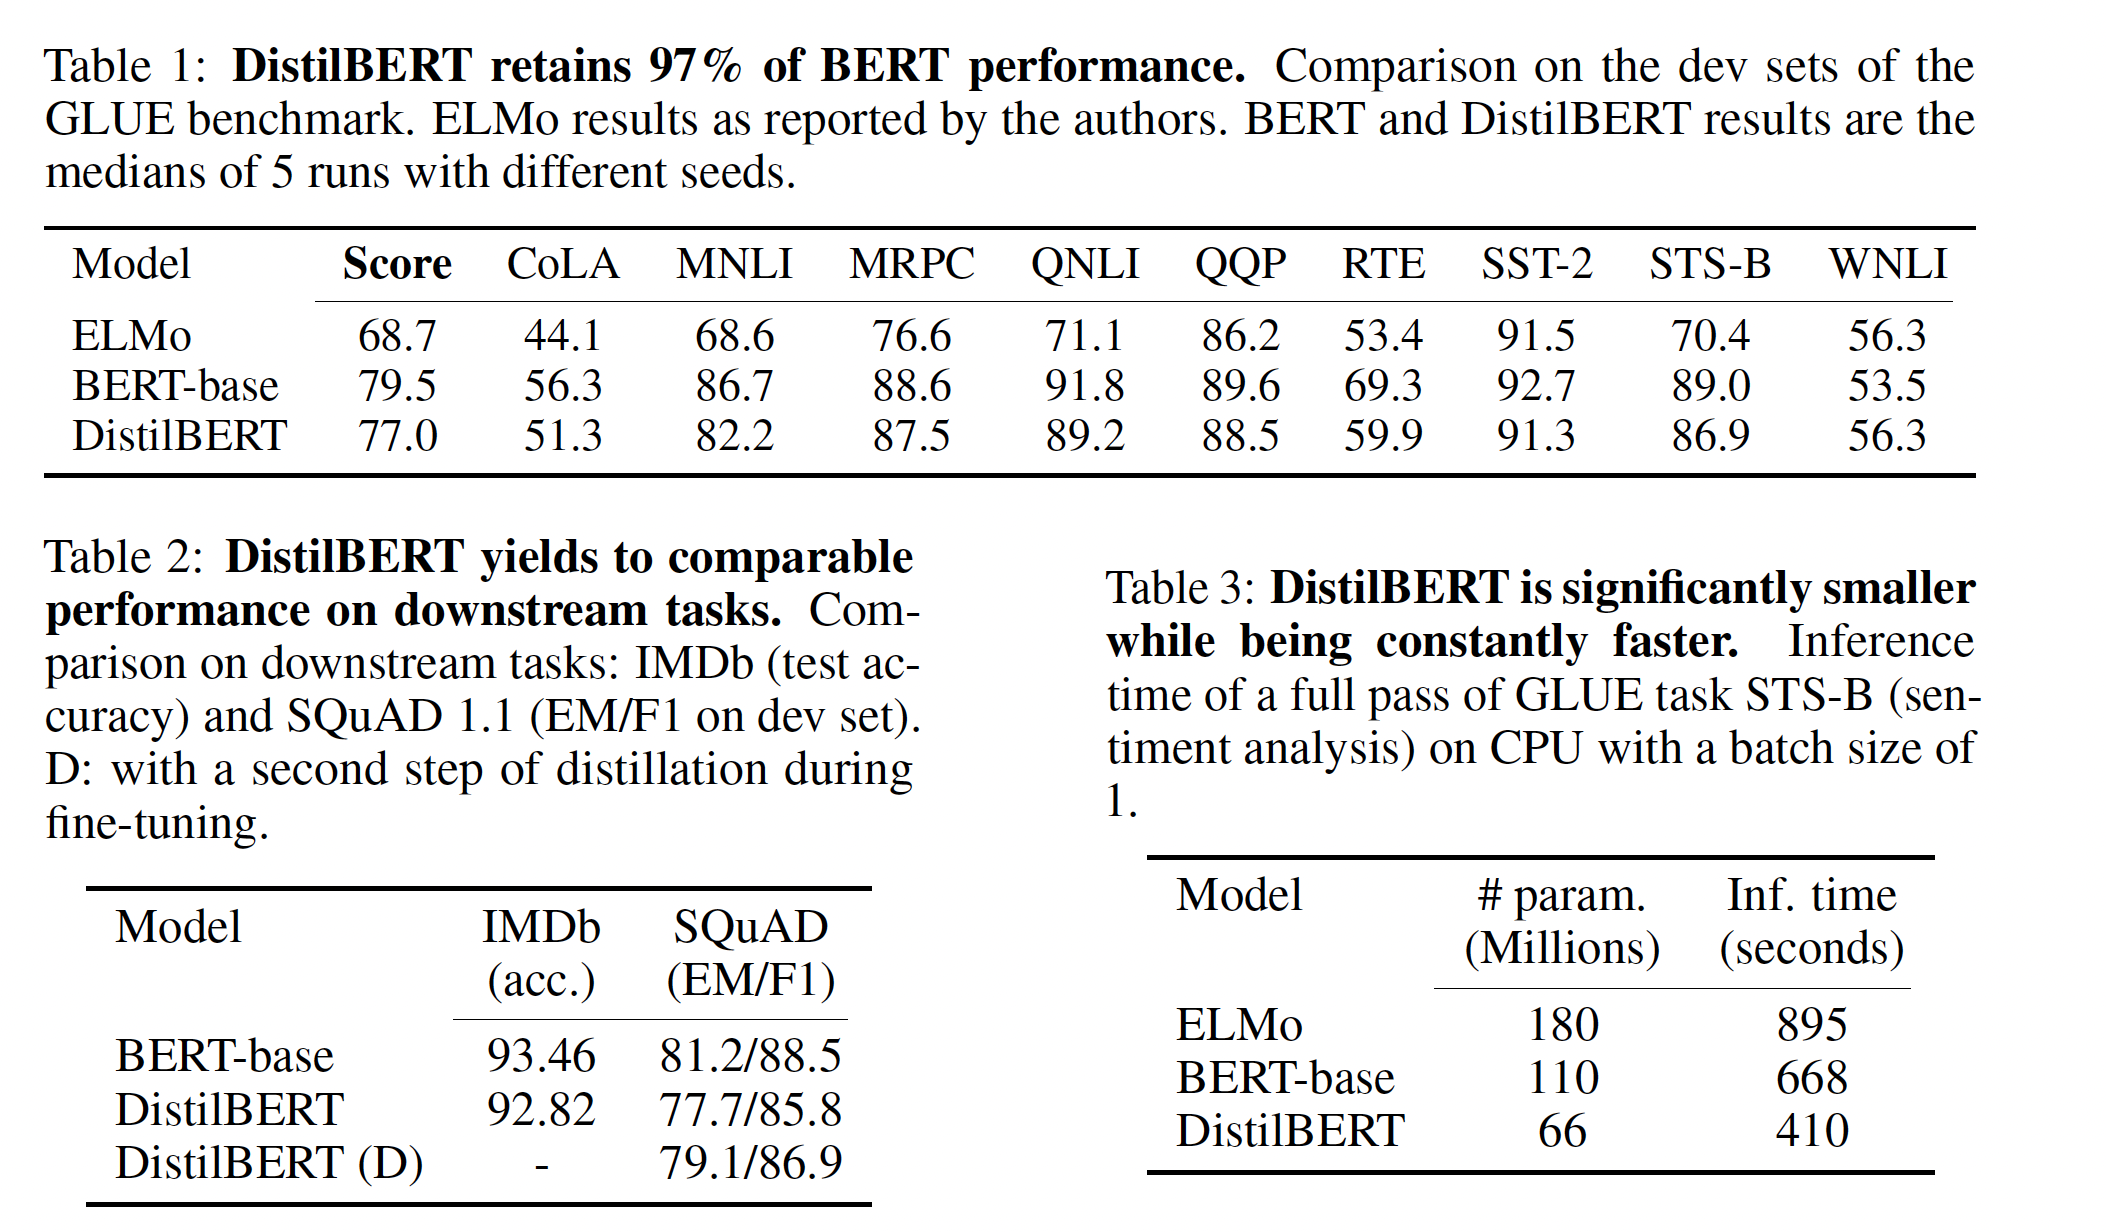 Table 1: DistilBERT retains 97% of BERT performance. Comparison on the dev sets of the
GLUE benchmark. ELMo results as reported by the authors. BERT and DistilBERT results are the
medians of 5 runs with different seeds.
Model Score CoLA MNLI MRPC QNLI QQP RTE SST-2 STS-B WNLI
ELMo 68.7 44.1 68.6 76.6 71.1 86.2 53.4 91.5 70.4 56.3
BERT-base 79.5 56.3 86.7 88.6 91.8 89.6 69.3 92.7 89.0 53.5
DistilBERT 77.0 51.3 82.2 87.5 89.2 88.5 59.9 91.3 86.9 56.3
Table 2: DistilBERT yields to comparable
performance on downstream tasks. Com-
parison on downstream tasks: IMDb (test ac-
curacy) and SQuAD 1.1 (EM/F1 on dev set).
D: with a second step of distillation during
fine-tuning.
Model IMDb SQuAD
(acc.) (EM/F1)
BERT-base 93.46 81.2/88.5
DistilBERT 92.82 77.7/85.8
DistilBERT (D) - 79.1/86.9
Table 3: DistilBERT is significantly smaller
while being constantly faster. Inference
time of a full pass of GLUE task STS-B (sen-
timent analysis) on CPU with a batch size of
1.
Model # param. Inf. time
(Millions) (seconds)
ELMo 180 895
BERT-base 110 668
DistilBERT 66 410